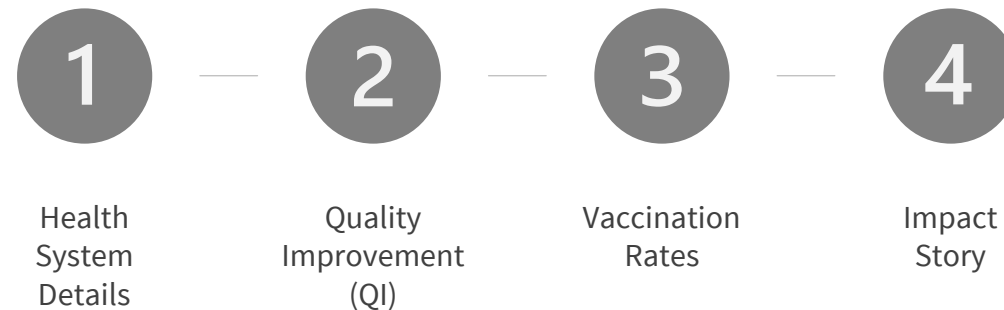 1
2
3
4
Health
System
Details
Quality
Improvement
(QI)
Vaccination
Rates
Impact
Story